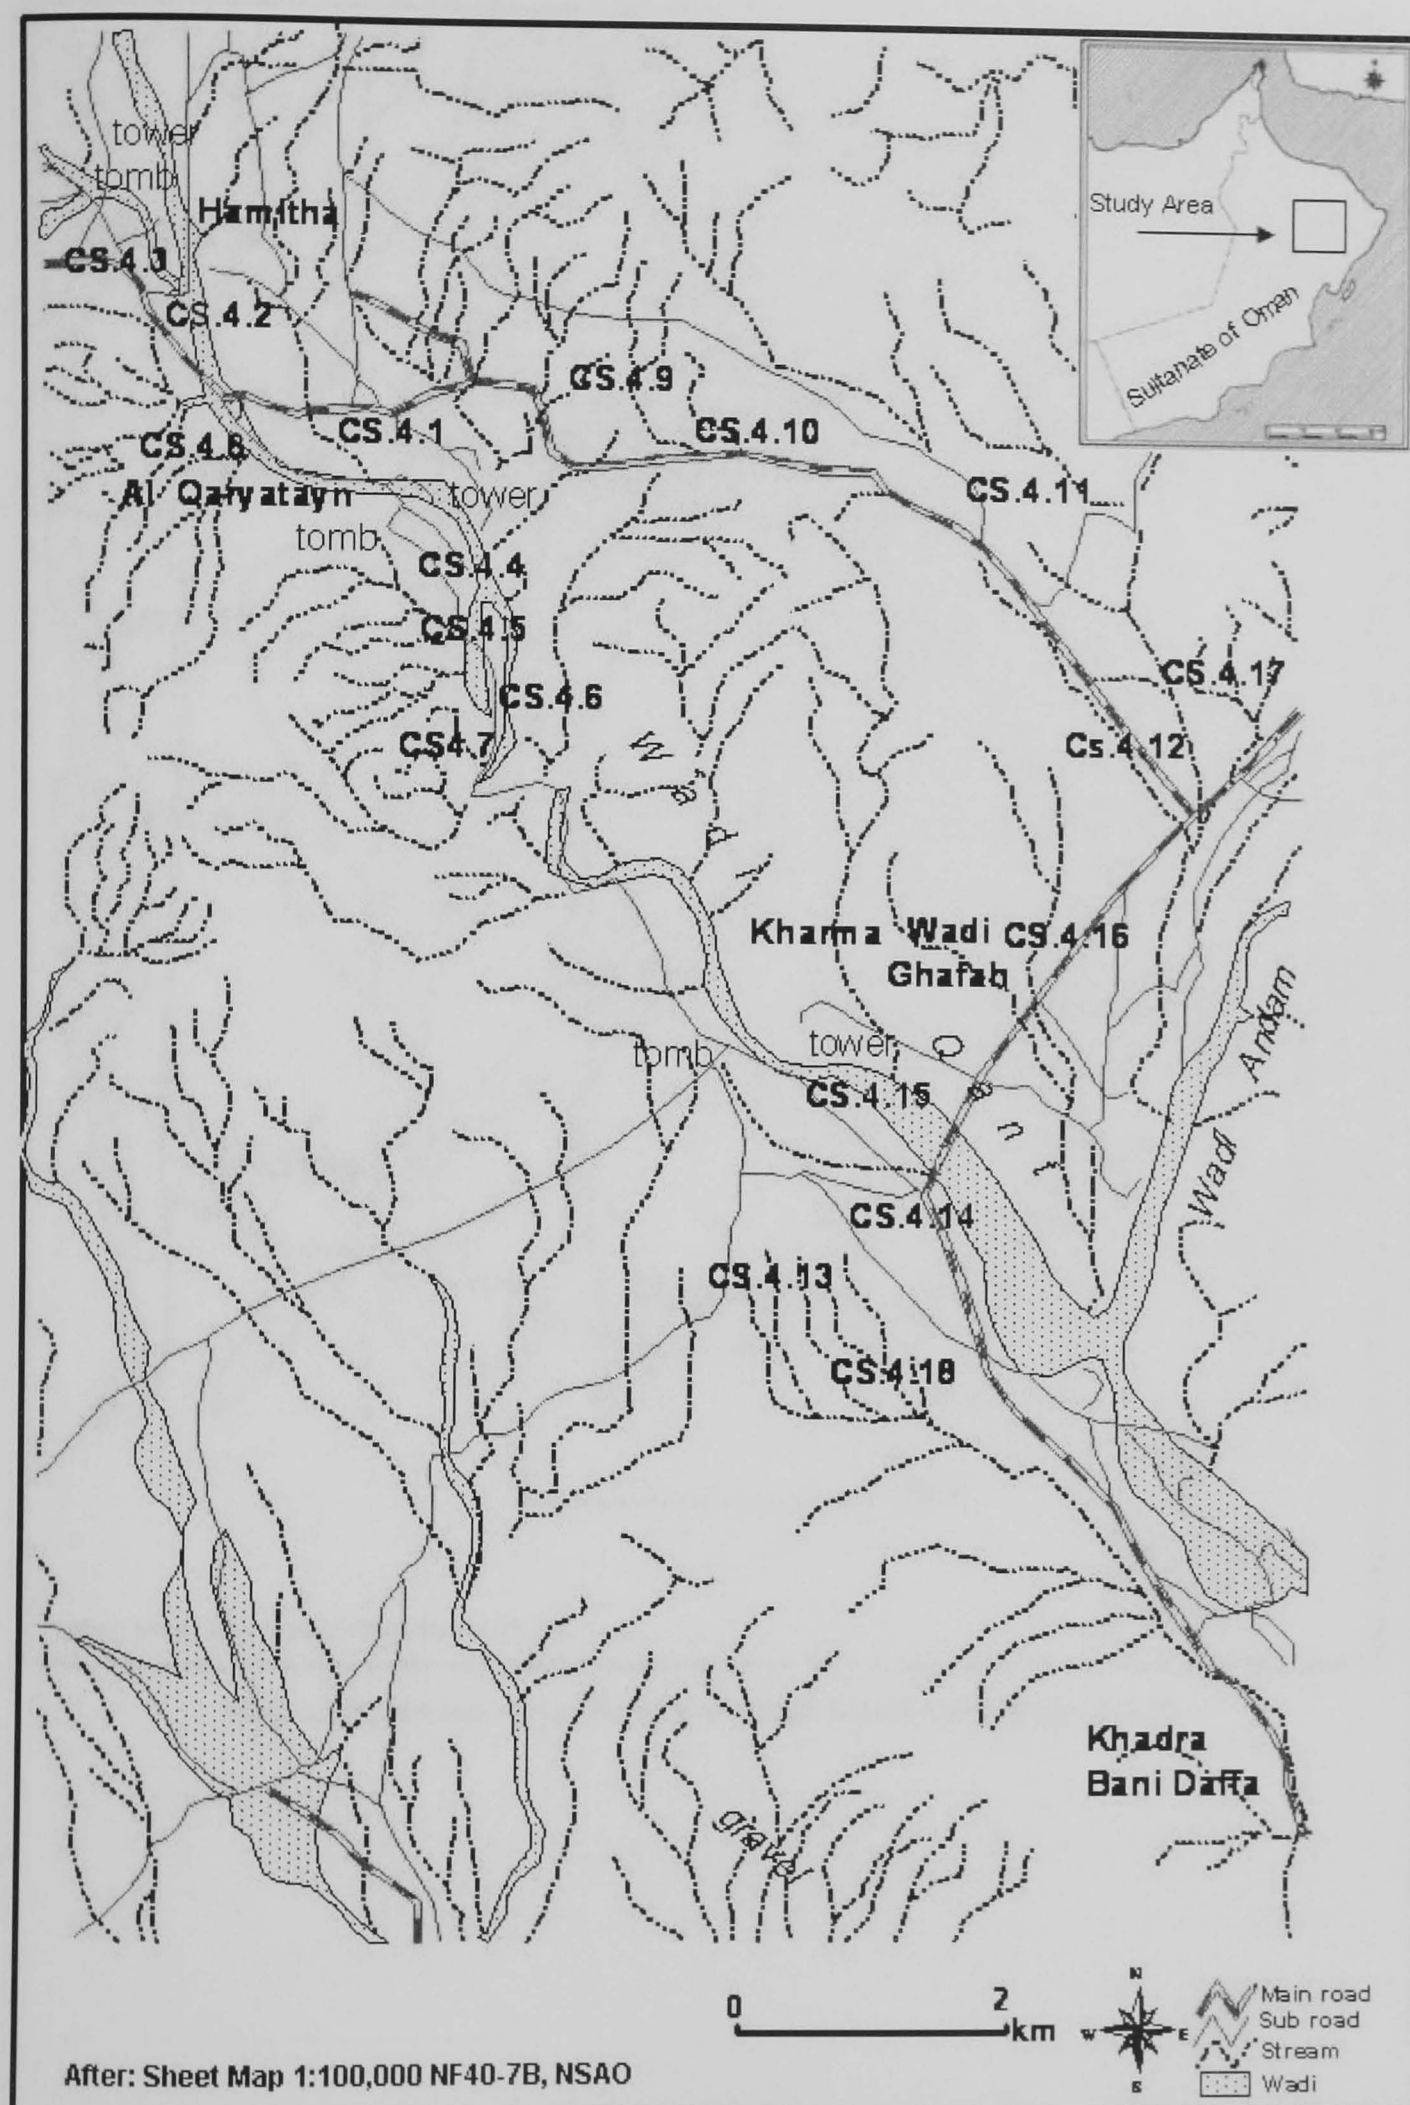 tower
tomb
Hamitha
CS.4.3
CS.4.2
Study Area
Sultanate of Oman
CS.4.9
CS.4.1
CS.4.10
CS.4.8
Al Qaryatayn
tower
CS.4.11
tomb
CS.4.4
CS.4.5
CS.4.17
CS.4.6
CS4.7
Cs.4.12
Wadi
Kharma Wadi
Ghafah
CS.4.16
Wadi Andam
tomb
tower
CS.4.15
Gant
CS.4.14
CS.4.13
CS.4.18
Khadra
Bani Daffa
gravel
0 2
km
N
W E
S
Main road
Sub road
Stream
Wadi
After: Sheet Map 1:100,000 NF40-7B, NSAO